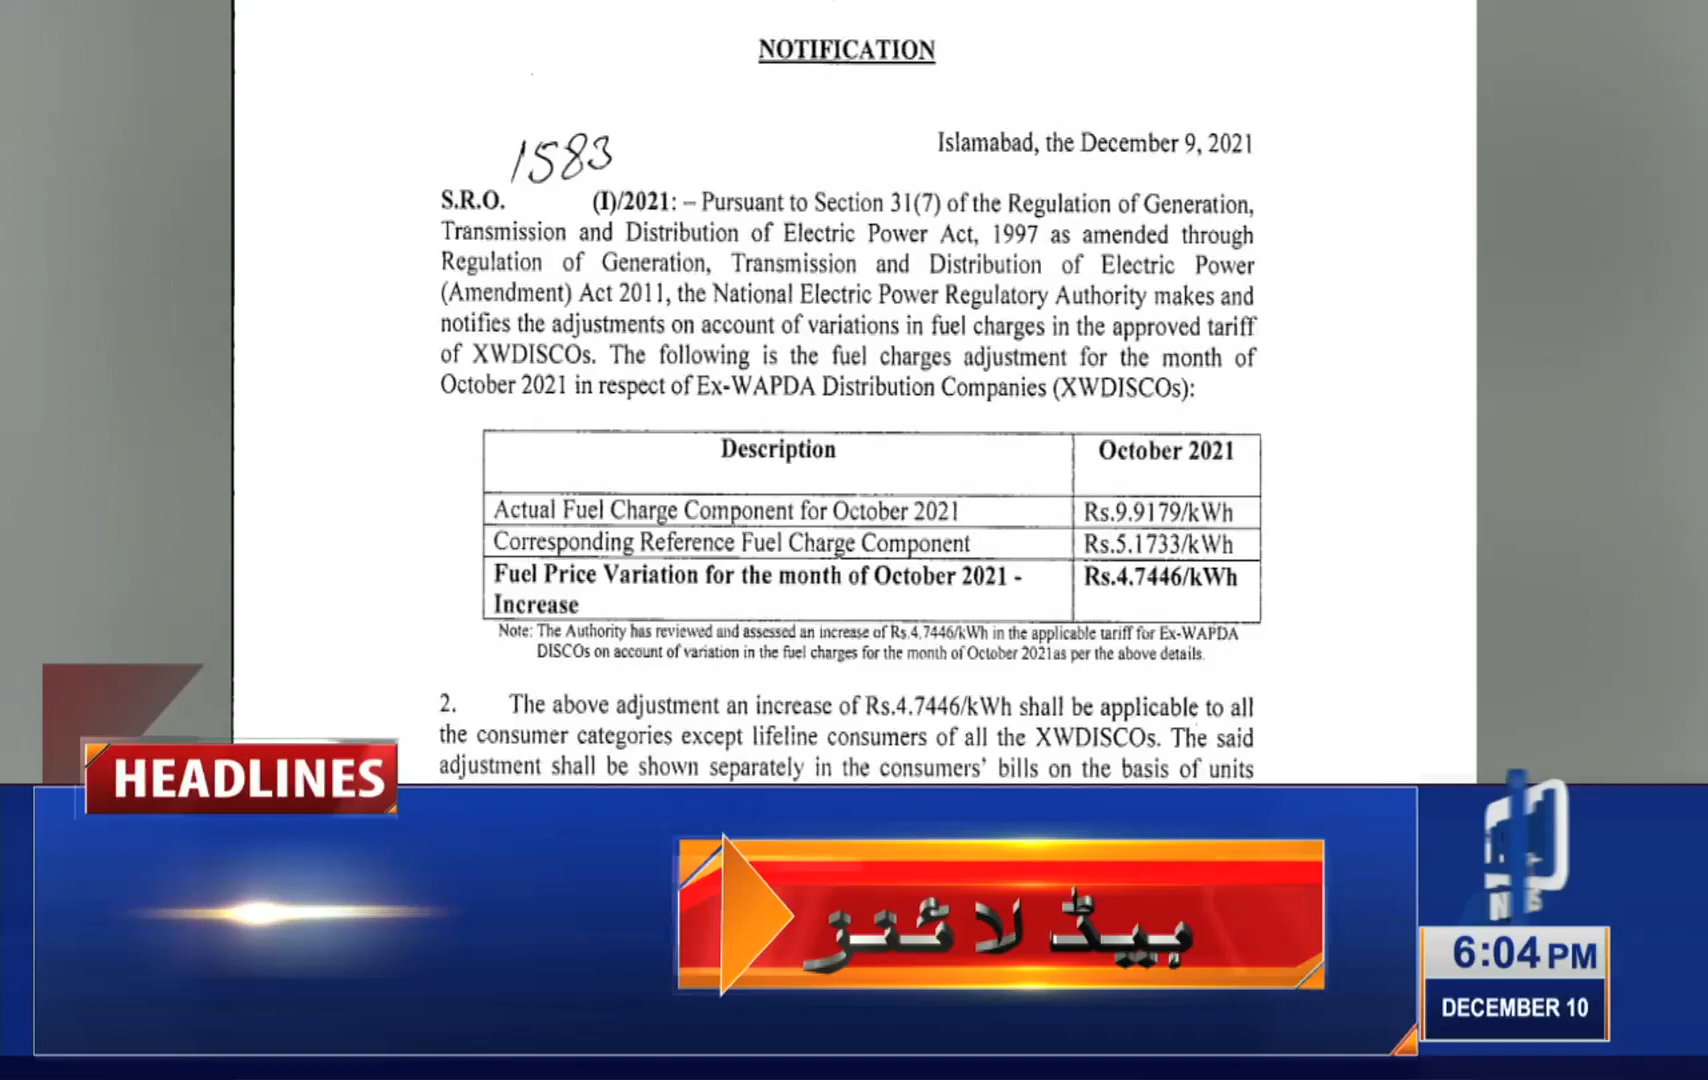 NOTIFICATION
Islamabad, the December 9, 2021
1583
S.R.O. (I)/2021: – Pursuant to Section 31(7) of the Regulation of Generation,
Transmission and Distribution of Electric Power Act, 1997 as amended through
Regulation of Generation, Transmission and Distribution of Electric Power
(Amendment) Act 2011, the National Electric Power Regulatory Authority makes and
notifies the adjustments on account of variations in fuel charges in the approved tariff
of XWDISCOs. The following is the fuel charges adjustment for the month of
October 2021 in respect of Ex-WAPDA Distribution Companies (XWDISCOs):
Description October 2021
Actual Fuel Charge Component for October 2021 Rs.9.9179/kWh
Corresponding Reference Fuel Charge Component Rs.5.1733/kWh
Fuel Price Variation for the month of October 2021 - Rs.4.7446/kWh
Increase
Note: The Authority has reviewed and assessed an increase of Rs.4.7446/kWh in the applicable tariff for Ex-WAPDA
DISCOs on account of variation in the fuel charges for the month of October 2021as per the above details.
2. The above adjustment an increase of Rs.4.7446/kWh shall be applicable to all
the consumer categories except lifeline consumers of all the XWDISCOs. The said
adjustment shall be shown separately in the consumers' bills on the basis of units
HEADLINES
ہیڈ لائنز
6:04 PM
DECEMBER 10